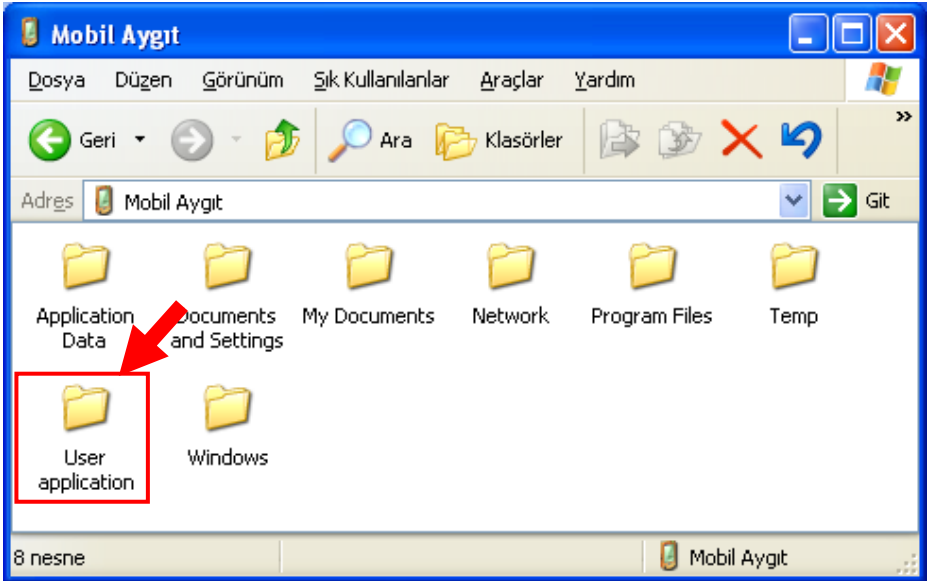 Mobil Aygıt
Dosya Düzen Görünüm Sık Kullanılanlar Araçlar Yardım
Geri Ara Klasörler »
Adres Mobil Aygıt Git
Application Data
Documents and Settings
My Documents
Network
Program Files
Temp
User application
Windows
8 nesne Mobil Aygıt